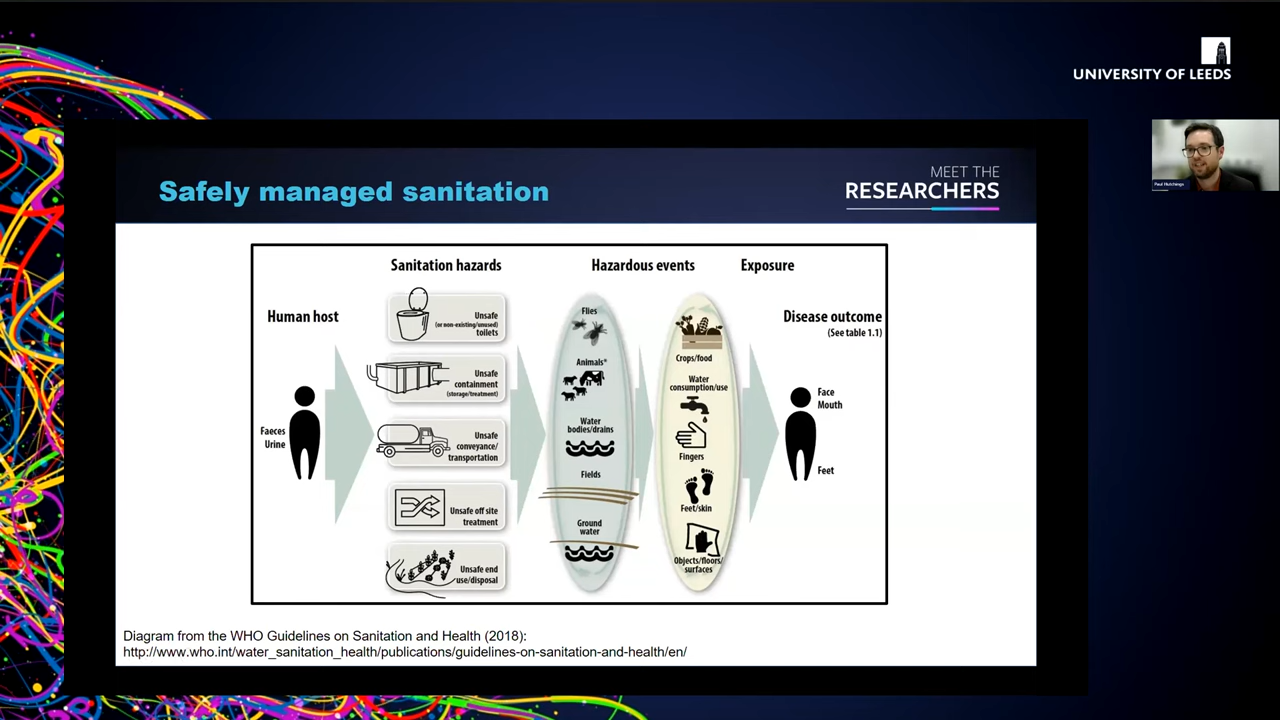 UNIVERSITY OF LEEDS
Safely managed sanitation
MEET THE
RESEARCHERS
Paul Hutchings
Sanitation hazards
Hazardous events
Exposure
Human host
Faeces
Urine
Unsafe
(or non-existing/unused)
toilets
Unsafe
containment
(storage/treatment)
Unsafe
conveyance/
transportation
Unsafe off site
treatment
Unsafe end
use/disposal
Flies
Animals*
Water
bodies/drains
Fields
Ground
water
Crops/food
Water
consumption/use
Fingers
Feet/skin
Objects/floors/
surfaces
Disease outcome
(See table 1.1)
Face
Mouth
Feet
Diagram from the WHO Guidelines on Sanitation and Health (2018):
http://www.who.int/water_sanitation_health/publications/guidelines-on-sanitation-and-health/en/